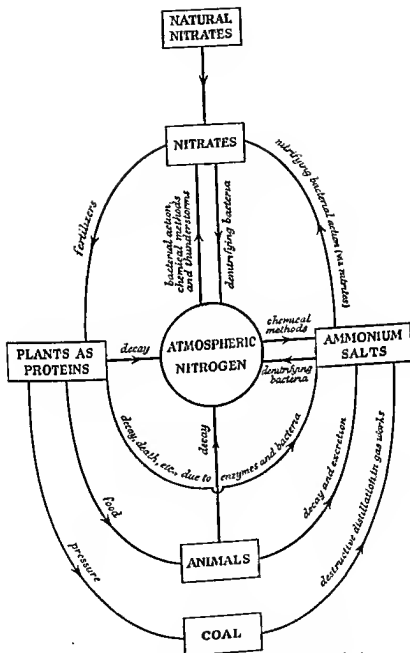 NATURAL
NITRATES
NITRATES
fertilizers
bacterial action,
chemical methods
and thunderstorms
denitrifying bacteria
nitrifying bacterial action (via nitrites)
PLANTS AS
PROTEINS
decay
ATMOSPHERIC
NITROGEN
chemical
methods
denitrifying
bacteria
AMMONIUM
SALTS
decay, death, etc., due to enzymes and bacteria
decay
food
decay and excretion
pressure
destructive distillation in gas works
ANIMALS
COAL